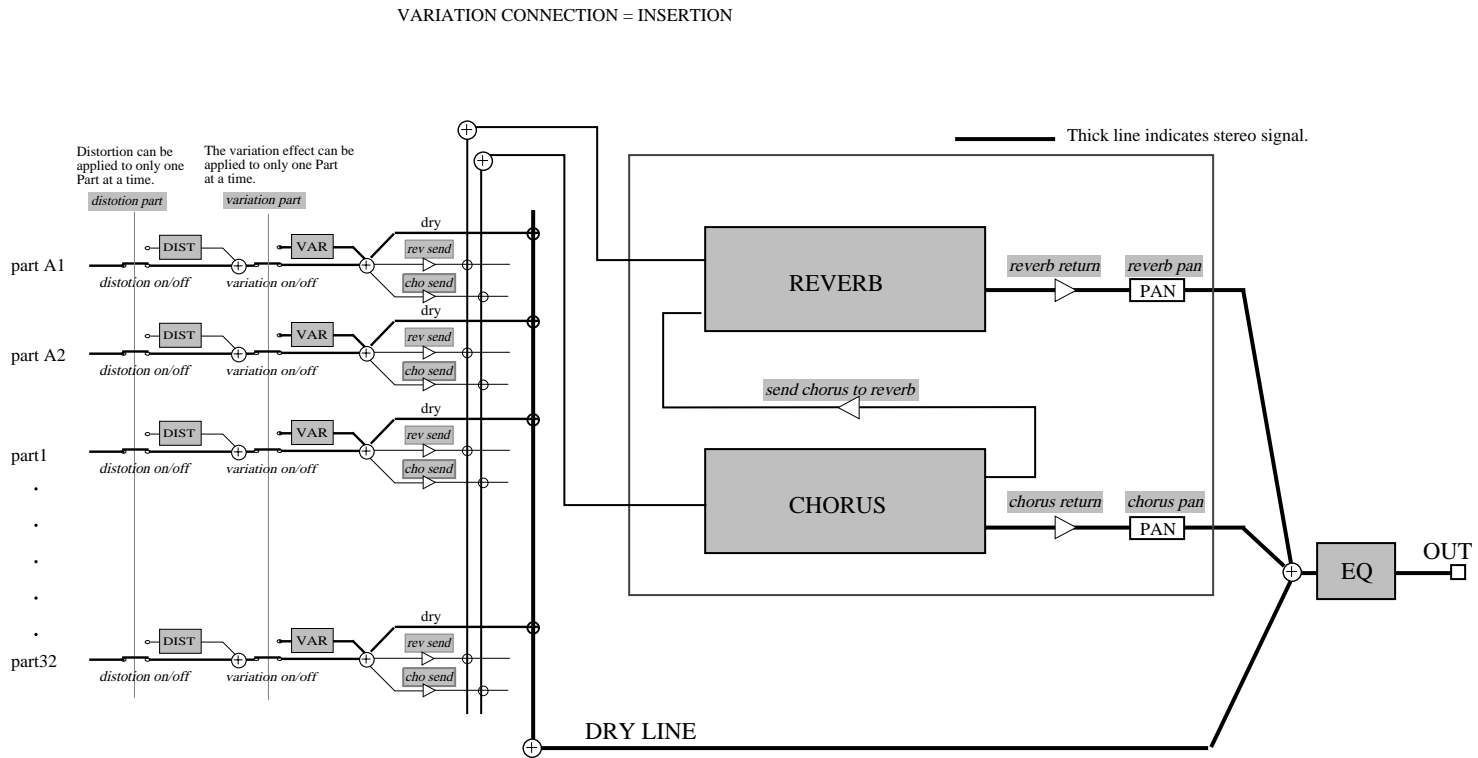 VARIATION CONNECTION = INSERTION
Thick line indicates stereo signal.
Distortion can be
applied to only one
Part at a time.
The variation effect can be
applied to only one Part
at a time.
distotion part
variation part
dry
DIST
VAR
rev send
part A1
distotion on/off
variation on/off
cho send
dry
DIST
VAR
rev send
part A2
distotion on/off
variation on/off
cho send
dry
DIST
VAR
rev send
part1
distotion on/off
variation on/off
cho send
dry
DIST
VAR
rev send
part32
distotion on/off
variation on/off
cho send
REVERB
reverb return
reverb pan
PAN
send chorus to reverb
CHORUS
chorus return
chorus pan
PAN
EQ
OUT
DRY LINE